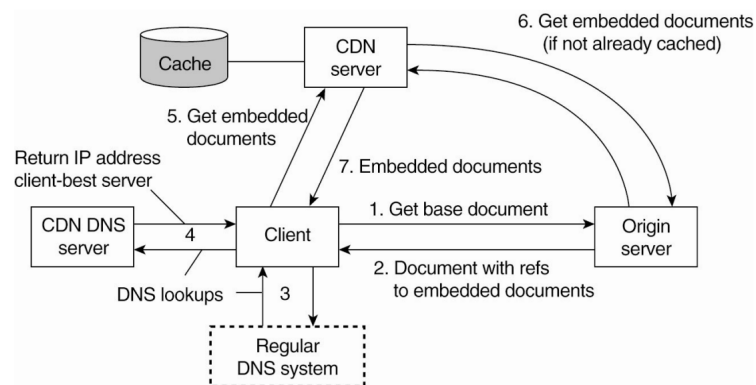 6. Get embedded documents
(if not already cached)
CDN
server
Cache
5. Get embedded
documents
Return IP address
client-best server
7. Embedded documents
1. Get base document
CDN DNS
server
4
Client
Origin
server
2. Document with refs
to embedded documents
DNS lookups
3
Regular
DNS system